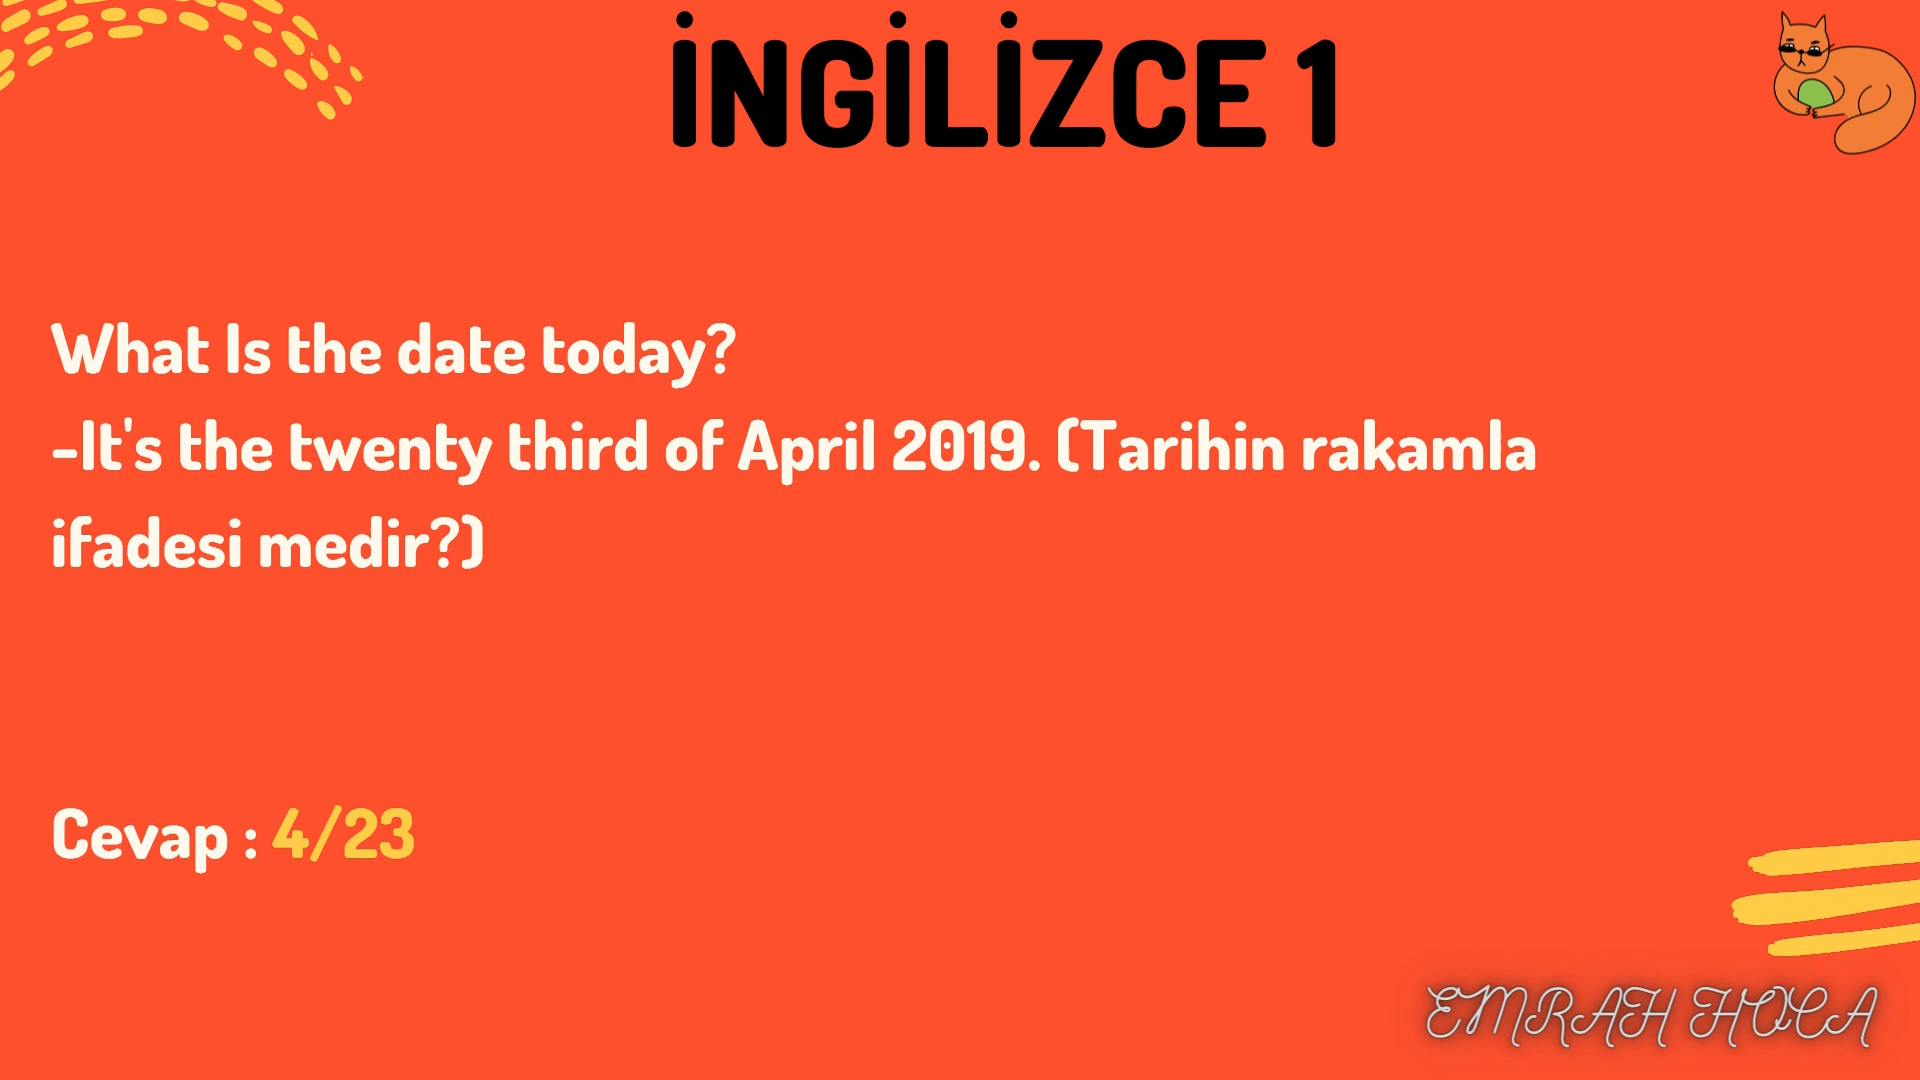 İNGİLİZCE 1
What Is the date today?
-It's the twenty third of April 2019. (Tarihin rakamla
ifadesi medir?)
Cevap : 4/23
EMRAH HOCA